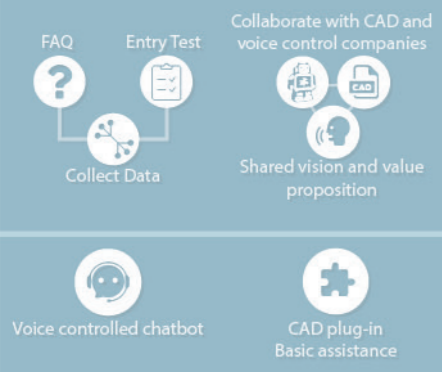 FAQ
Entry Test
Collect Data
Collaborate with CAD and
voice control companies
CAD
Shared vision and value
proposition
Voice controlled chatbot
CAD plug-in
Basic assistance